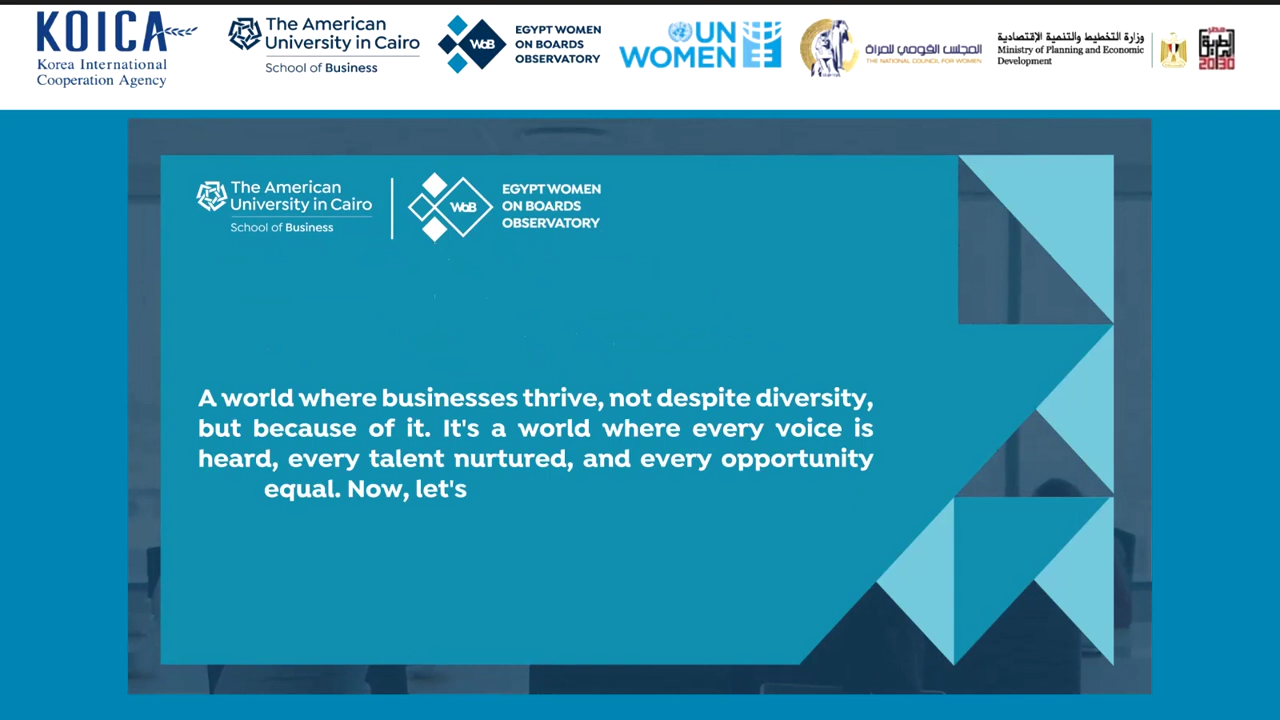 KOICA
Korea International
Cooperation Agency
The American
University in Cairo
School of Business
WoB
EGYPT WOMEN
ON BOARDS
OBSERVATORY
UN
WOMEN
المجلس القومي للمرأة
THE NATIONAL COUNCIL FOR WOMEN
وزارة التخطيط والتنمية الإقتصادية
Ministry of Planning and Economic
Development
مصر
2030
The American
University in Cairo
School of Business
WoB
EGYPT WOMEN
ON BOARDS
OBSERVATORY
A world where businesses thrive, not despite diversity,
but because of it. It's a world where every voice is
heard, every talent nurtured, and every opportunity
equal. Now, let's